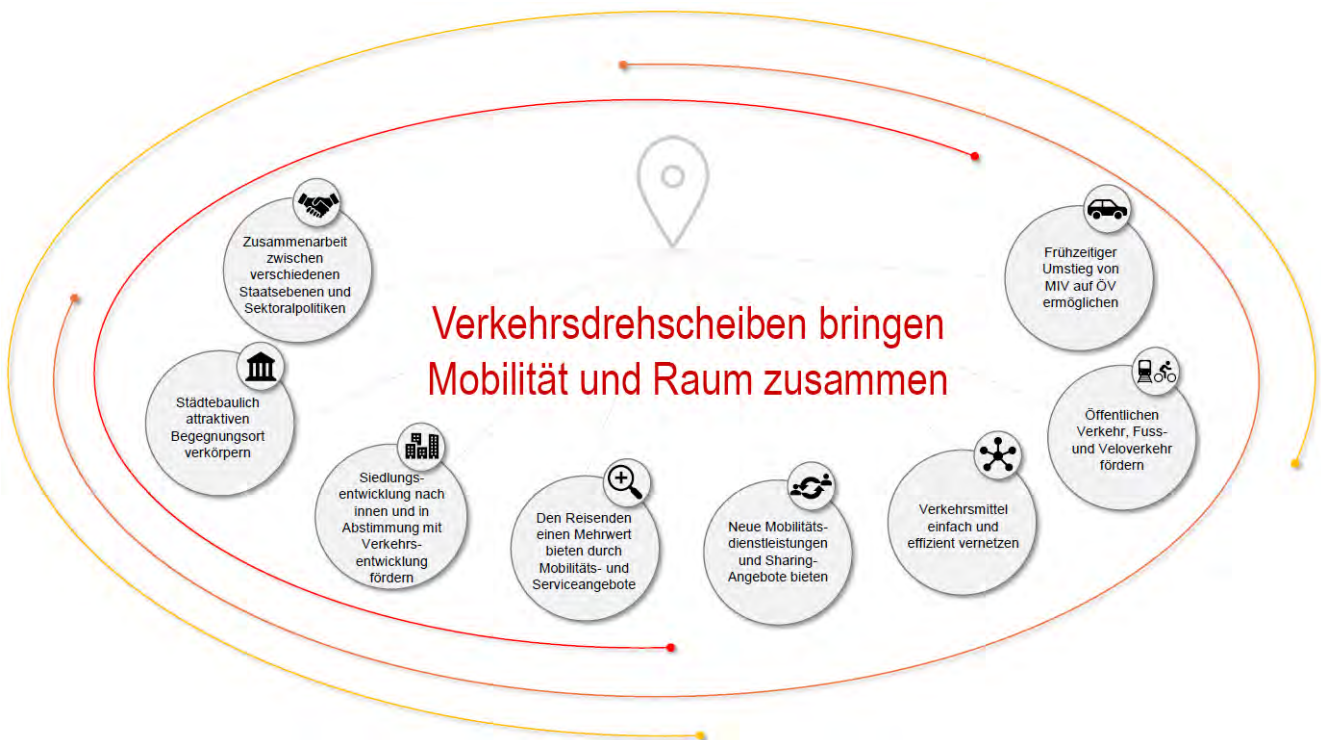 Verkehrsdrehscheiben bringen
Mobilität und Raum zusammen
Zusammenarbeit
zwischen
verschiedenen
Staatsebenen und
Sektoralpolitiken
Städtebaulich
attraktiven
Begegnungsort
verkörpern
Siedlungs-
entwicklung nach
innen und in
Abstimmung mit
Verkehrs-
entwicklung
fördern
Den Reisenden
einen Mehrwert
bieten durch
Mobilitäts- und
Serviceangebote
Neue Mobilitäts-
dienstleistungen
und Sharing-
Angebote bieten
Verkehrsmittel
einfach und
effizient vernetzen
Öffentlichen
Verkehr, Fuss-
und Veloverkehr
fördern
Frühzeitiger
Umstieg von
MIV auf ÖV
ermöglichen